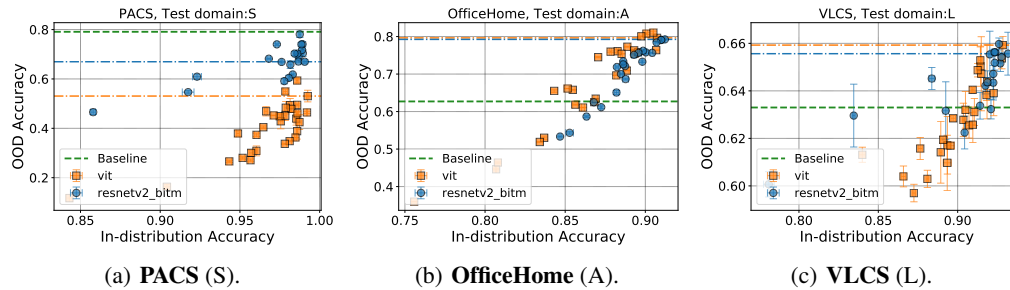 PACS, Test domain:S
OOD Accuracy
0.8
0.6
0.4
0.2
Baseline
vit
resnetv2_bitm
0.85
0.90
0.95
1.00
In-distribution Accuracy
(a) PACS (S).
OfficeHome, Test domain:A
OOD Accuracy
0.8
0.7
0.6
0.5
0.4
Baseline
vit
resnetv2_bitm
0.75
0.80
0.85
0.90
In-distribution Accuracy
(b) OfficeHome (A).
VLCS, Test domain:L
OOD Accuracy
0.66
0.64
0.62
0.60
Baseline
vit
resnetv2_bitm
0.80
0.90
In-distribution Accuracy
(c) VLCS (L).